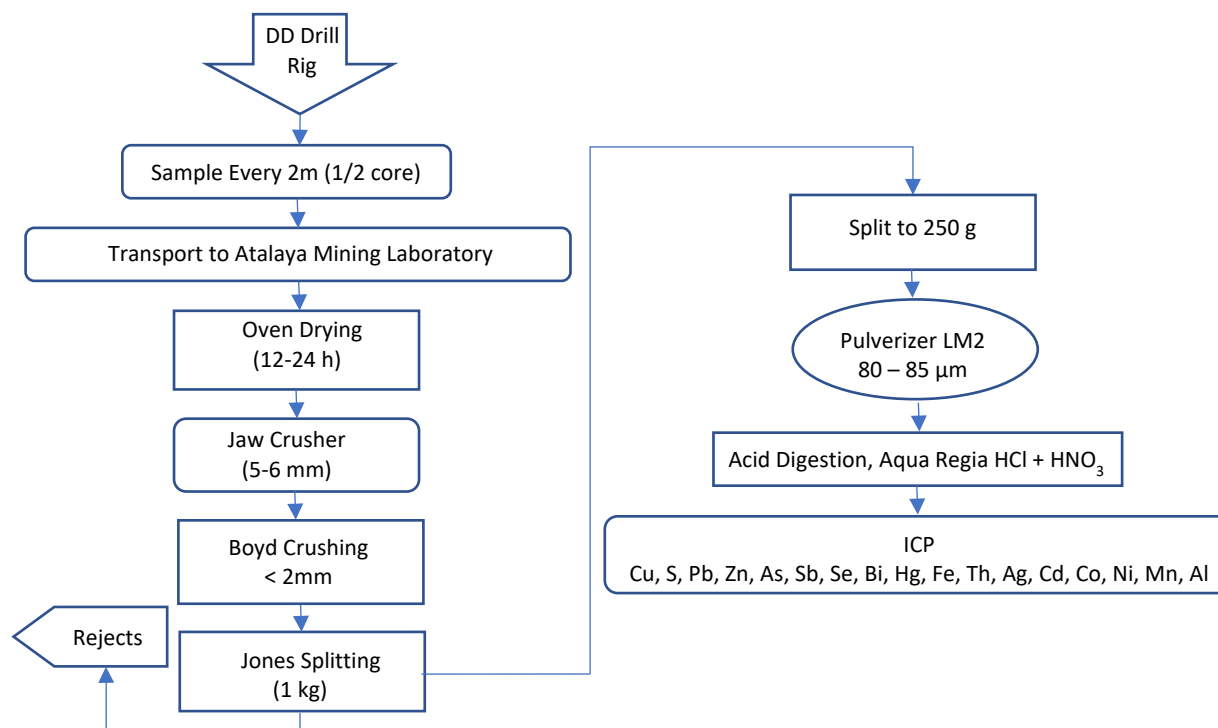 DD Drill
Rig
Sample Every 2m (1/2 core)
Transport to Atalaya Mining Laboratory
Oven Drying
(12-24 h)
Jaw Crusher
(5-6 mm)
Boyd Crushing
< 2mm
Rejects
Jones Splitting
(1 kg)
Split to 250 g
Pulverizer LM2
80 – 85 µm
Acid Digestion, Aqua Regia HCl + HNO₃
ICP
Cu, S, Pb, Zn, As, Sb, Se, Bi, Hg, Fe, Th, Ag, Cd, Co, Ni, Mn, Al